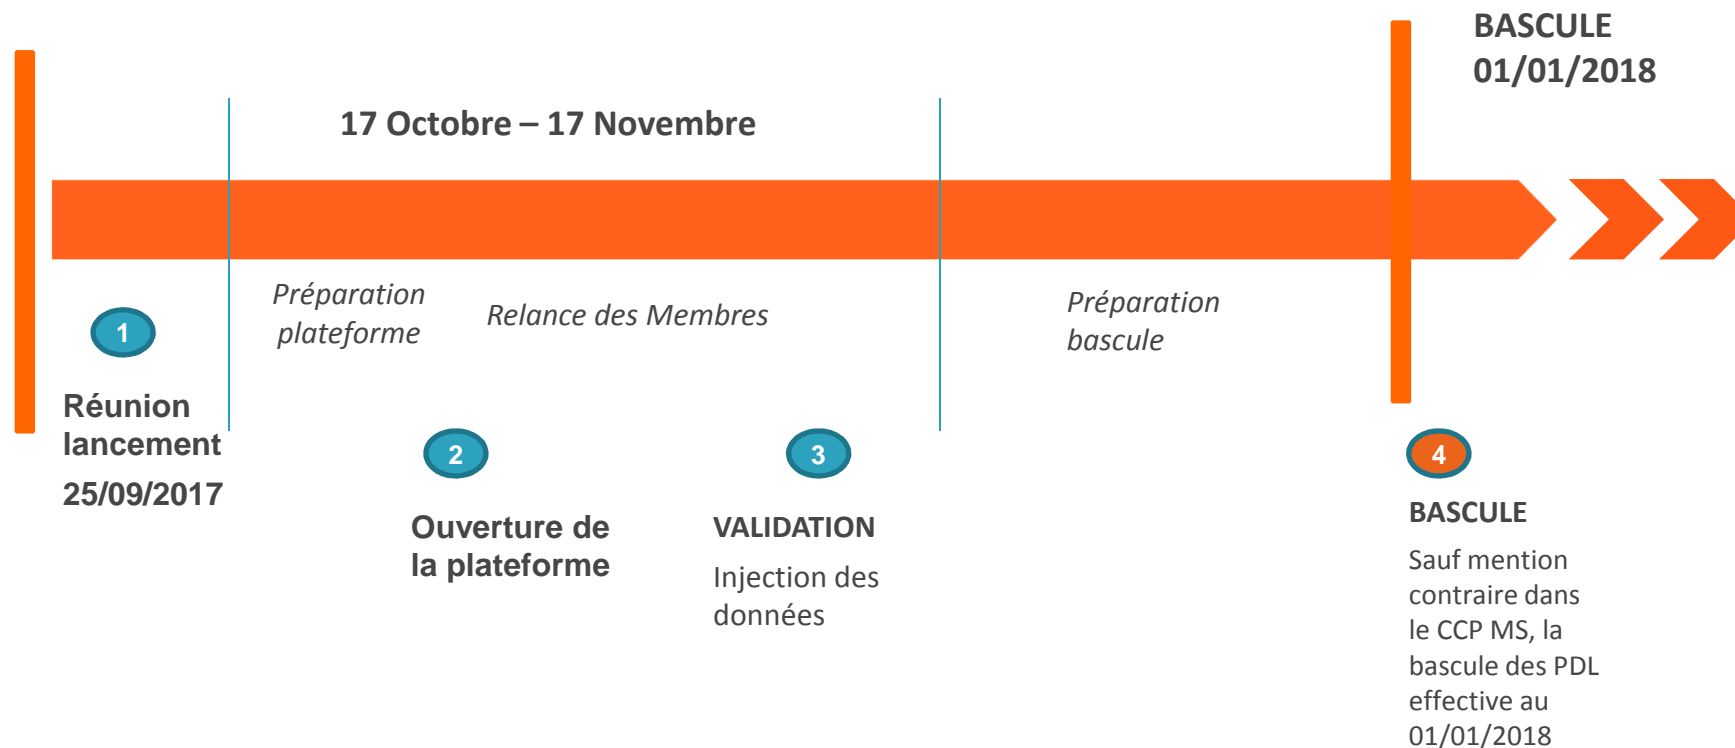 BASCULE
01/01/2018
17 Octobre – 17 Novembre
Préparation
plateforme
Relance des Membres
Préparation
bascule
1
Réunion
lancement
25/09/2017
2
Ouverture de
la plateforme
3
VALIDATION
Injection des
données
4
BASCULE
Sauf mention
contraire dans
le CCP MS, la
bascule des PDL
effective au
01/01/2018